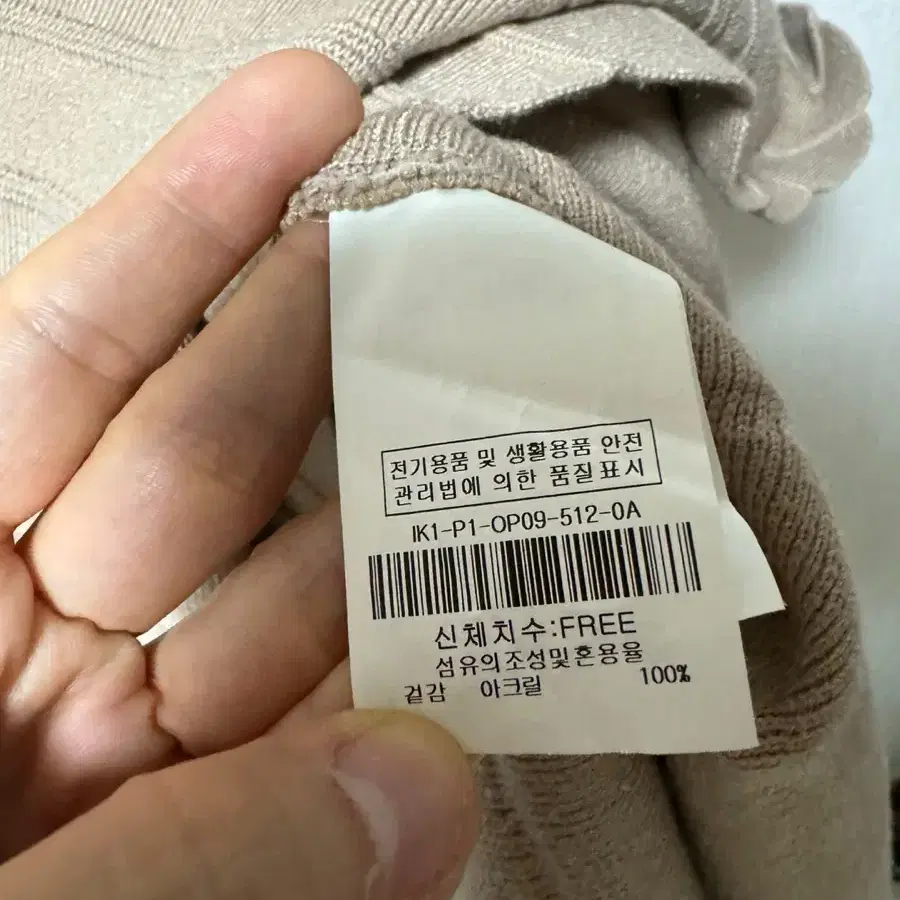 전기용품 및 생활용품 안전
관리법에 의한 품질표시
IK1-P1-OP09-512-0A
신체치수:FREE
섬유의조성및혼용율
겉감 아크릴 100%